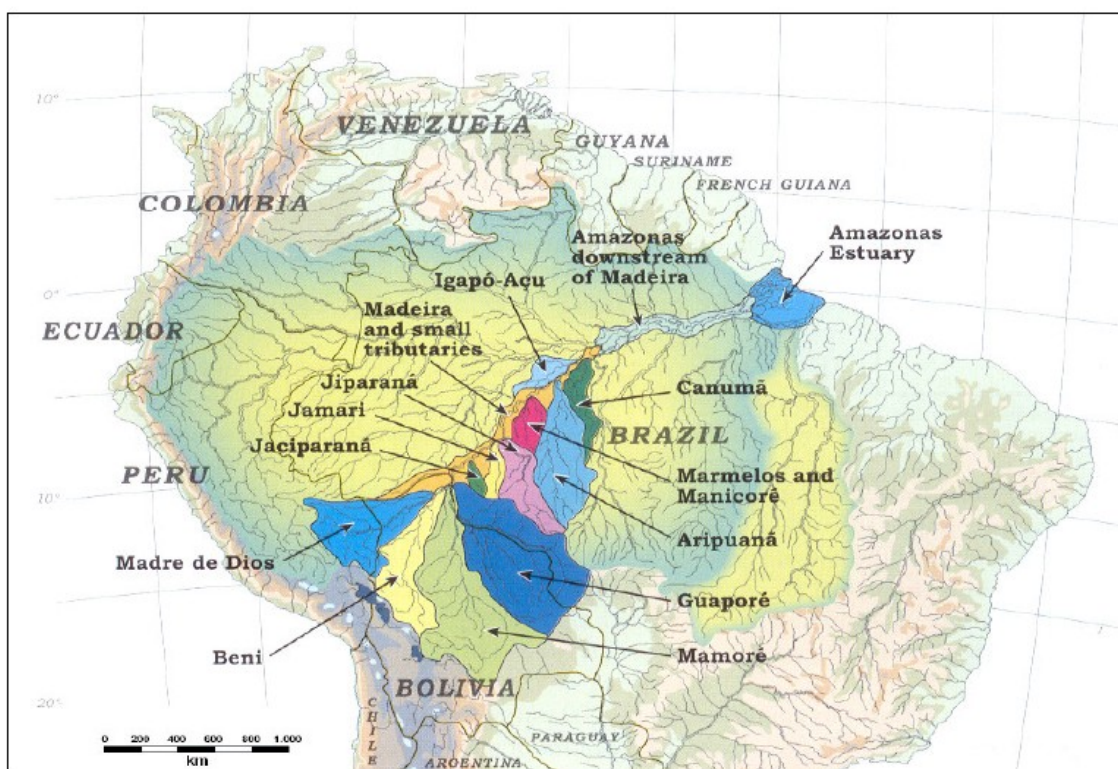 10°
VENEZUELA
GUYANA
SURINAME
FRENCH GUIANA
COLOMBIA
Amazonas
downstream
of Madeira
Amazonas
Estuary
Igapó-Açu
0°
ECUADOR
Madeira
and small
tributaries
Jiparaná
Canumã
Jamari
BRAZIL
Jaciparaná
PERU
Marmelos and
Manicoré
10°
Aripuaná
Madre de Dios
Guaporé
Beni
Mamoré
BOLIVIA
20°
CHILE
PARAGUAY
ARGENTINA
0 200 400 600 800 1.000
km